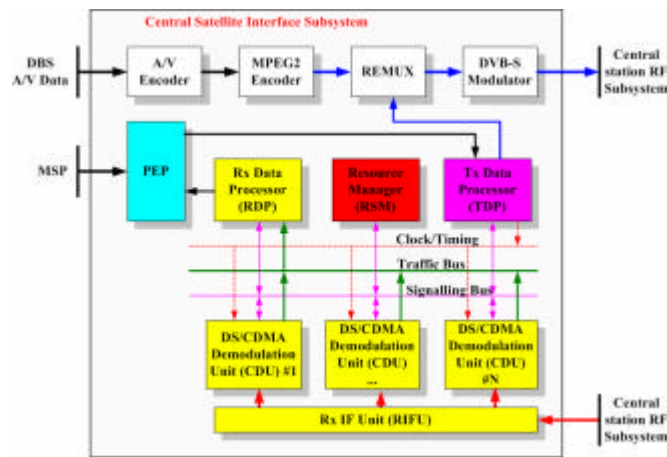 Central Satellite Interface Subsystem
DBS
A/V Data
A/V
Encoder
MPEG2
Encoder
REMUX
DVB-S
Modulator
Central
station RF
Subsystem
MSP
PEP
Rx Data
Processor
(RDP)
Resource
Manager
(RSM)
Tx Data
Processor
(TDP)
Clock/Timing
Traffic Bus
Signalling Bus
DS/CDMA
Demodulation
Unit (CDU) #1
DS/CDMA
Demodulation
Unit (CDU)
...
DS/CDMA
Demodulation
Unit (CDU)
#N
Rx IF Unit (RIFU)
Central
station RF
Subsystem